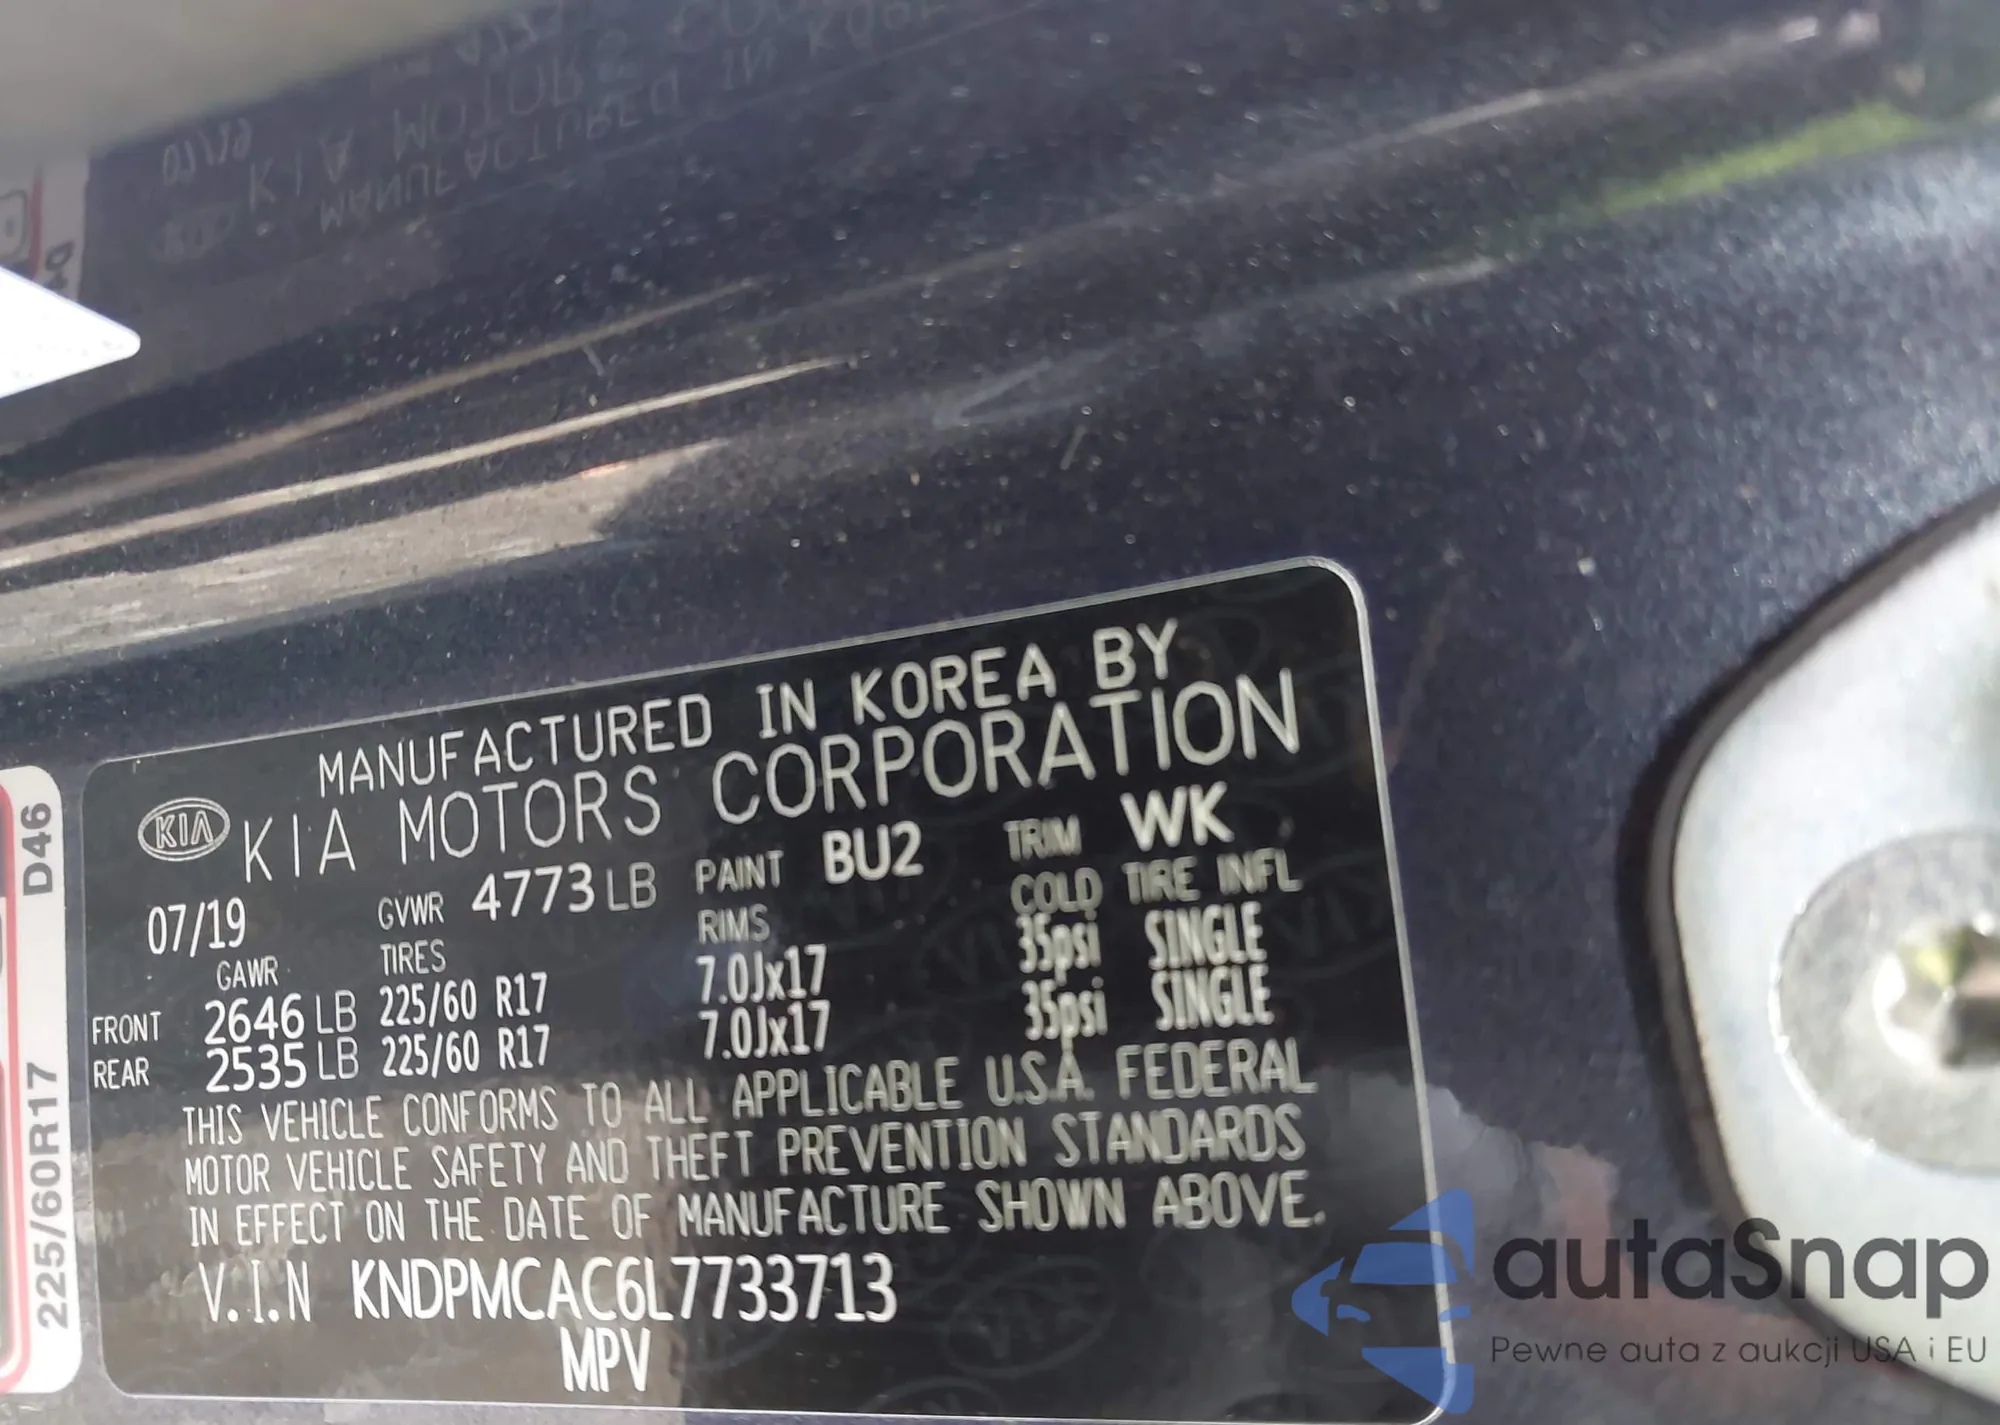 MANUFACTURED IN KOREA BY
KIA KIA MOTORS CORPORATION
07/19 GVWR 4773 LB PAINT BU2 TRIM WK
GAWR TIRES RIMS COLD TIRE INFL
FRONT 2646 LB 225/60 R17 7.0Jx17 35psi SINGLE
REAR 2535 LB 225/60 R17 7.0Jx17 35psi SINGLE
THIS VEHICLE CONFORMS TO ALL APPLICABLE U.S.A. FEDERAL
MOTOR VEHICLE SAFETY AND THEFT PREVENTION STANDARDS
IN EFFECT ON THE DATE OF MANUFACTURE SHOWN ABOVE.
V.I.N KNDPMCAC6L7733713
MPV
225/60R17 D46
autaSnap
Pewne auta z aukcji USA i EU